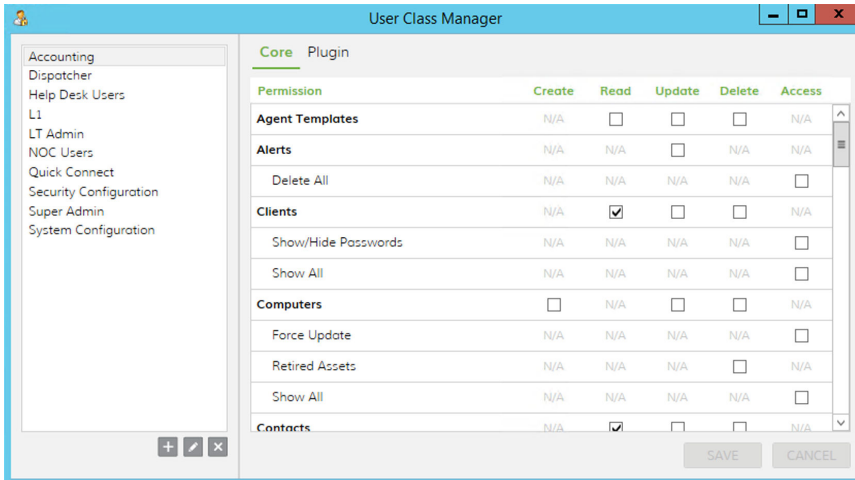 User Class Manager
Accounting
Dispatcher
Help Desk Users
L1
LT Admin
NOC Users
Quick Connect
Security Configuration
Super Admin
System Configuration
Core Plugin
Permission Create Read Update Delete Access
Agent Templates N/A N/A
Alerts N/A N/A N/A N/A
Delete All N/A N/A N/A N/A
Clients N/A N/A
Show/Hide Passwords N/A N/A N/A N/A
Show All N/A N/A N/A N/A
Computers N/A N/A
Force Update N/A N/A N/A N/A
Retired Assets N/A N/A N/A N/A
Show All N/A N/A N/A N/A
Contacts N/A N/A
SAVE CANCEL